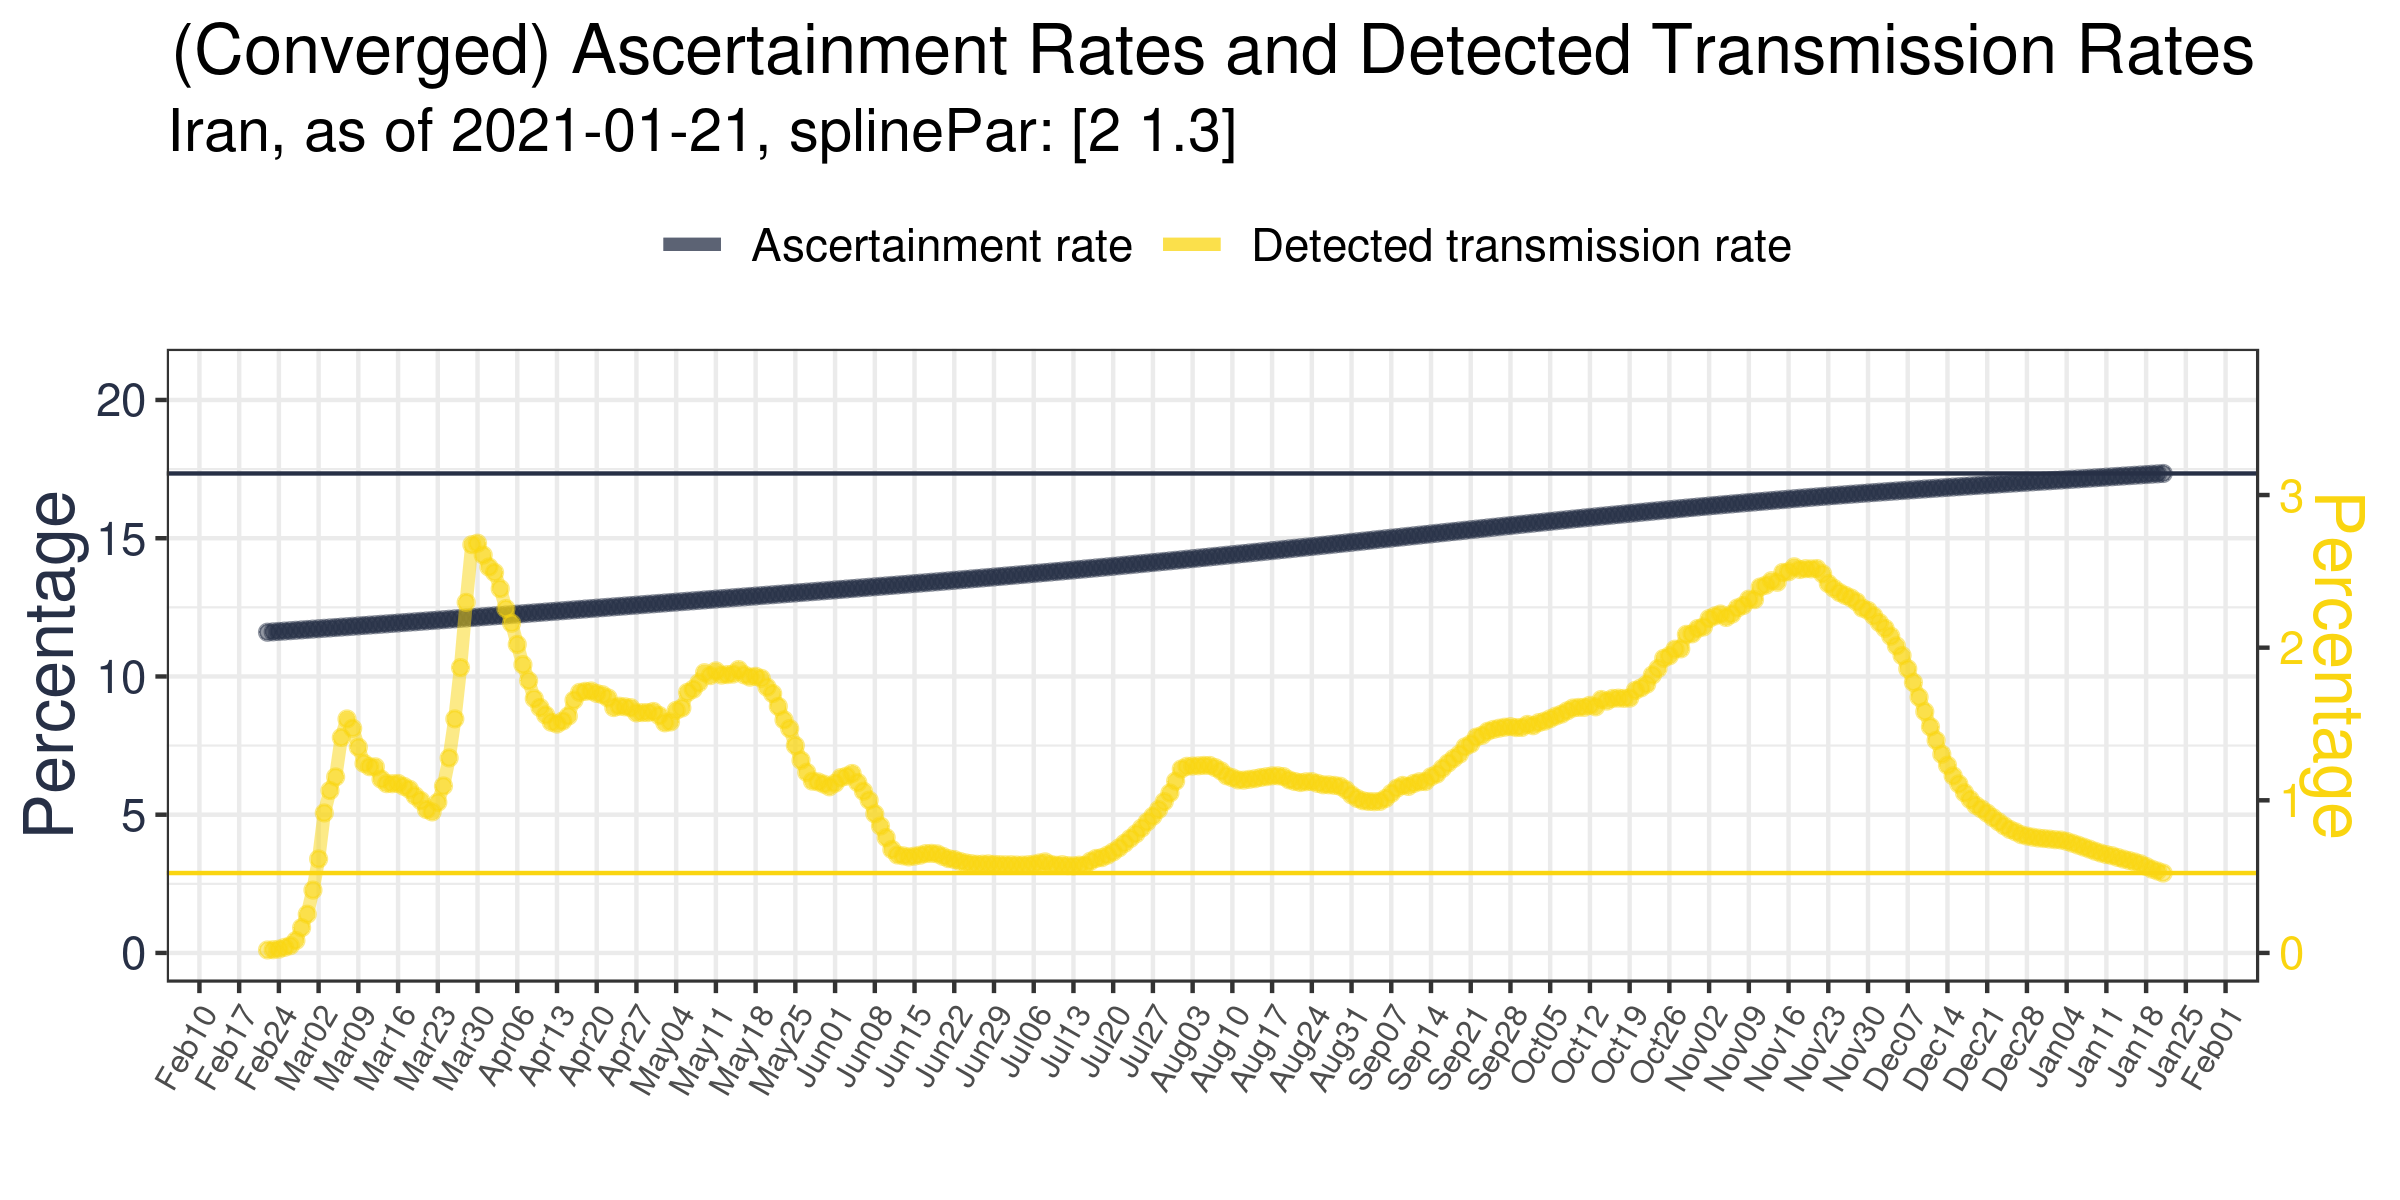 (Converged) Ascertainment Rates and Detected Transmission Rates
Iran, as of 2021-01-21, splinePar: [2 1.3]
Ascertainment rate Detected transmission rate
Percentage
20
15
10
5
0
3
2
1
0
Percentage
Feb10 Feb17 Feb24 Mar02 Mar09 Mar16 Mar23 Mar30 Apr06 Apr13 Apr20 Apr27 May04 May11 May18 May25 Jun01 Jun08 Jun15 Jun22 Jun29 Jul06 Jul13 Jul20 Jul27 Aug03 Aug10 Aug17 Aug24 Aug31 Sep07 Sep14 Sep21 Sep28 Oct05 Oct12 Oct19 Oct26 Nov02 Nov09 Nov16 Nov23 Nov30 Dec07 Dec14 Dec21 Dec28 Jan04 Jan11 Jan18 Jan25 Feb01